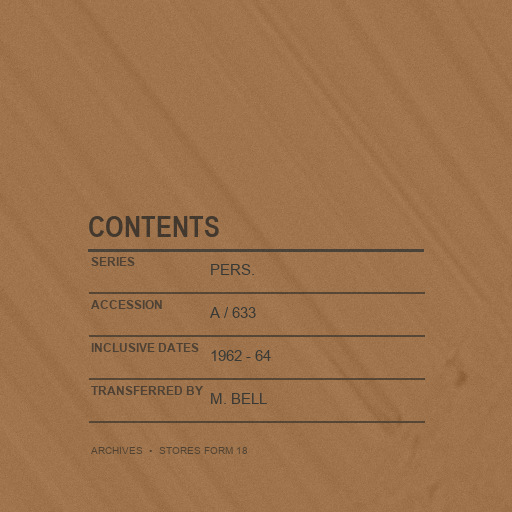 CONTENTS
SERIES PERS.
ACCESSION A / 633
INCLUSIVE DATES 1962 - 64
TRANSFERRED BY M. BELL
ARCHIVES • STORES FORM 18